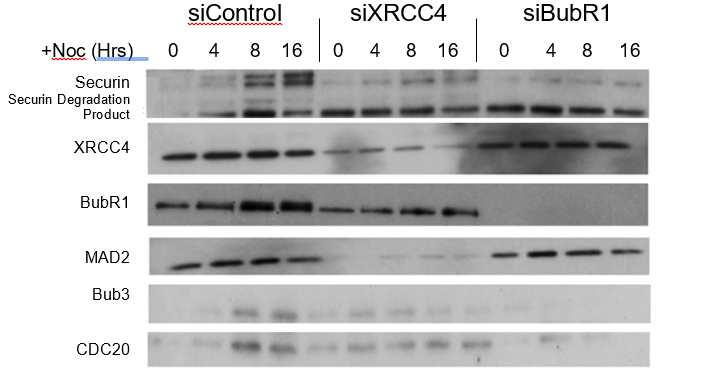 siControl siXRCC4 siBubR1
+Noc (Hrs) 0 4 8 16 0 4 8 16 0 4 8 16
Securin
Securin Degradation
Product
XRCC4
BubR1
MAD2
Bub3
CDC20